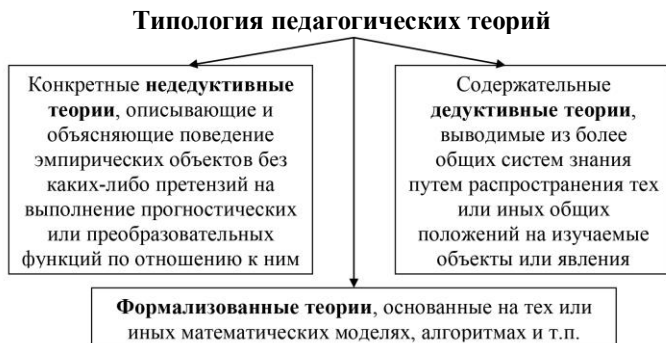 Типология педагогических теорий
Конкретные недедуктивные
теории, описывающие и
объясняющие поведение
эмпирических объектов без
каких-либо претензий на
выполнение прогностических
или преобразовательных
функций по отношению к ним
Содержательные
дедуктивные теории,
выводимые из более
общих систем знания
путем распространения тех
или иных общих
положений на изучаемые
объекты или явления
Формализованные теории, основанные на тех или
иных математических моделях, алгоритмах и т.п.